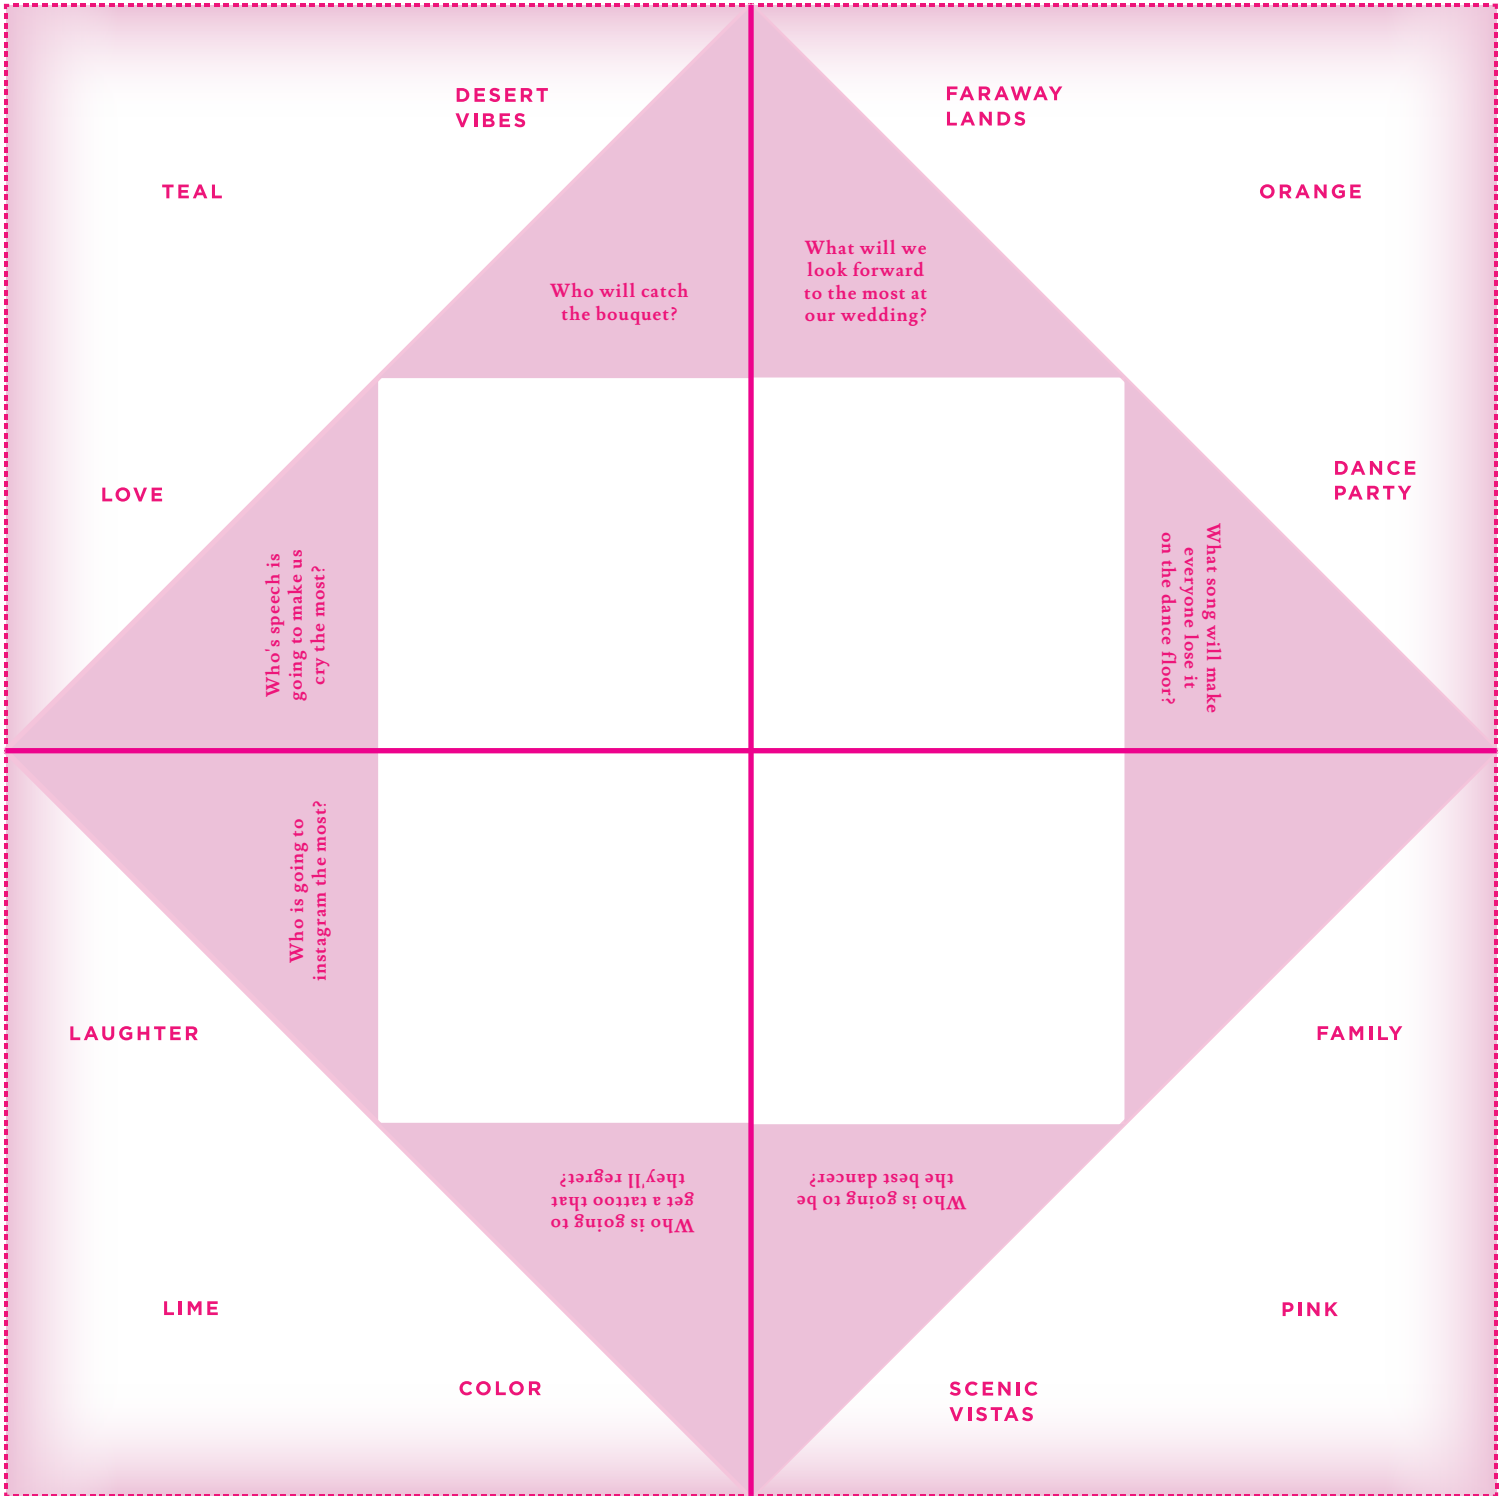 DESERT
VIBES
FARAWAY
LANDS
TEAL
ORANGE
What will we
look forward
to the most at
our wedding?
Who will catch
the bouquet?
LOVE
DANCE
PARTY
Who's speech is
going to make us
cry the most?
What song will make
everyone lose it
on the dance floor?
Who is going to
instagram the most?
LAUGHTER
FAMILY
Who is going to
get a tattoo that
they'll regret?
Who is going to be
the best dancer?
LIME
PINK
COLOR
SCENIC
VISTAS